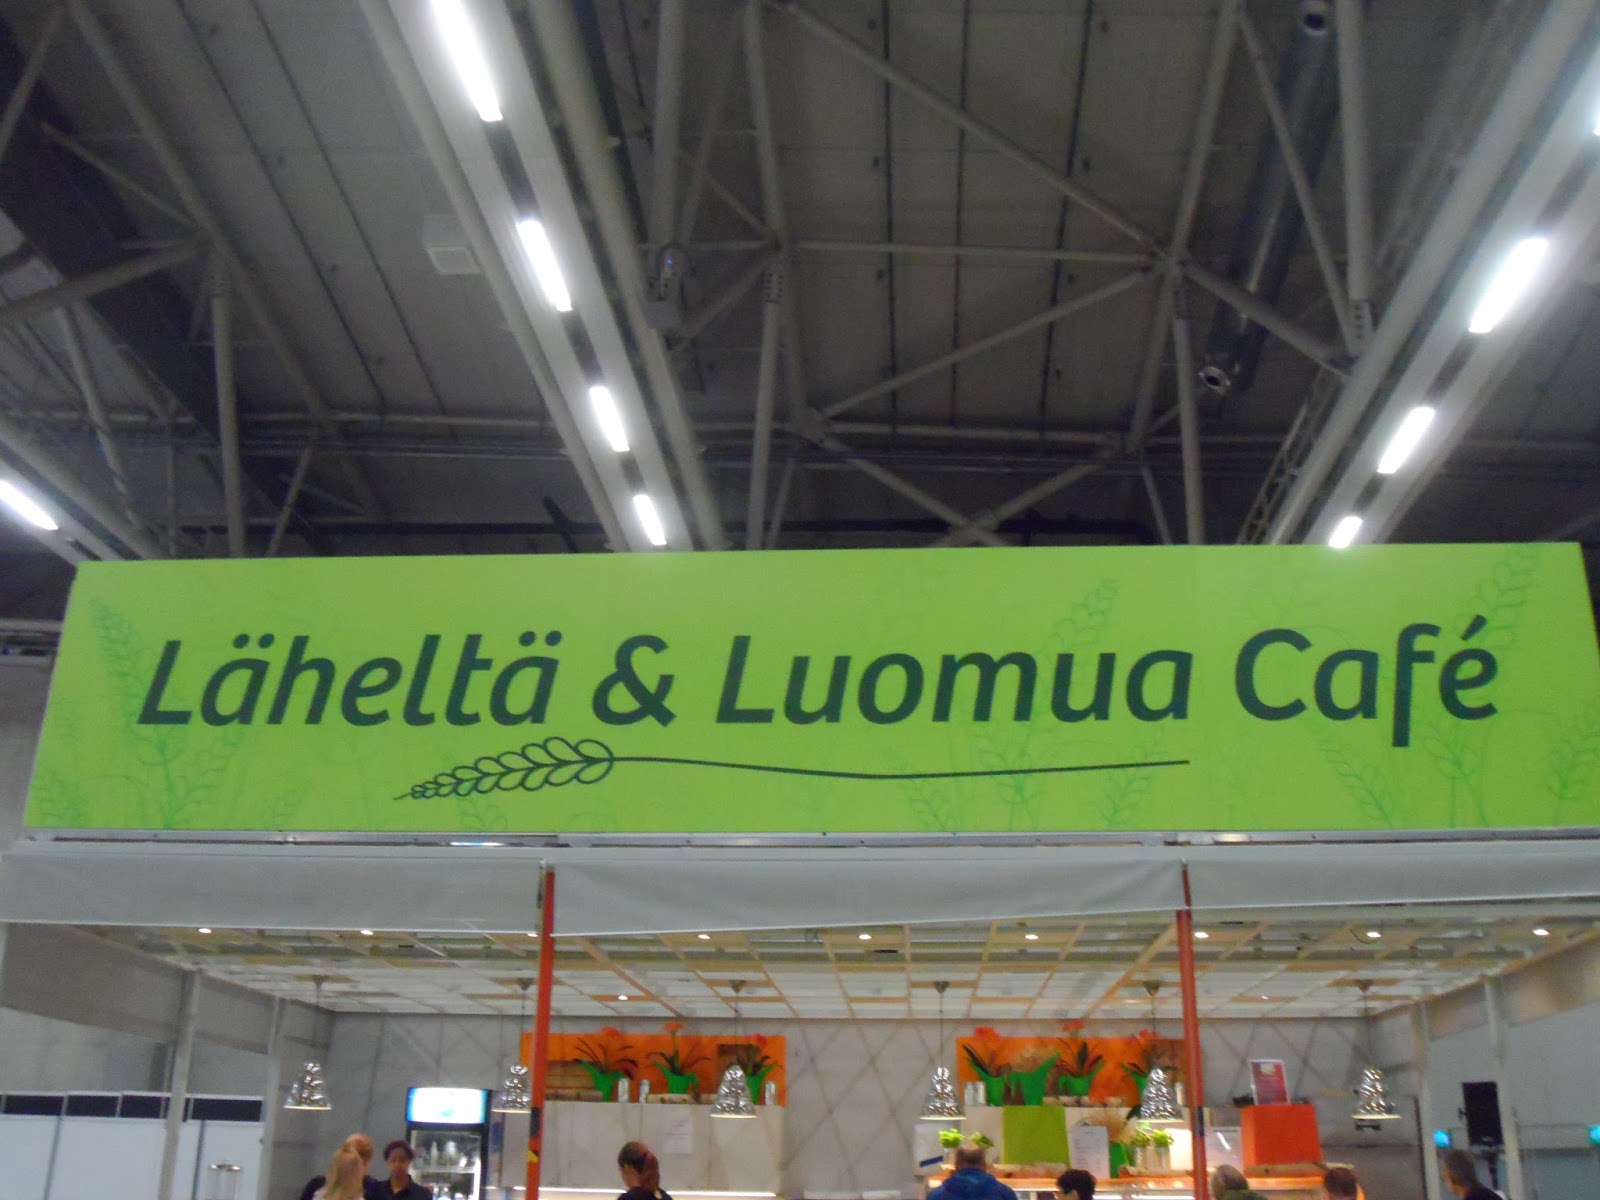 Läheltä & Luomua Café